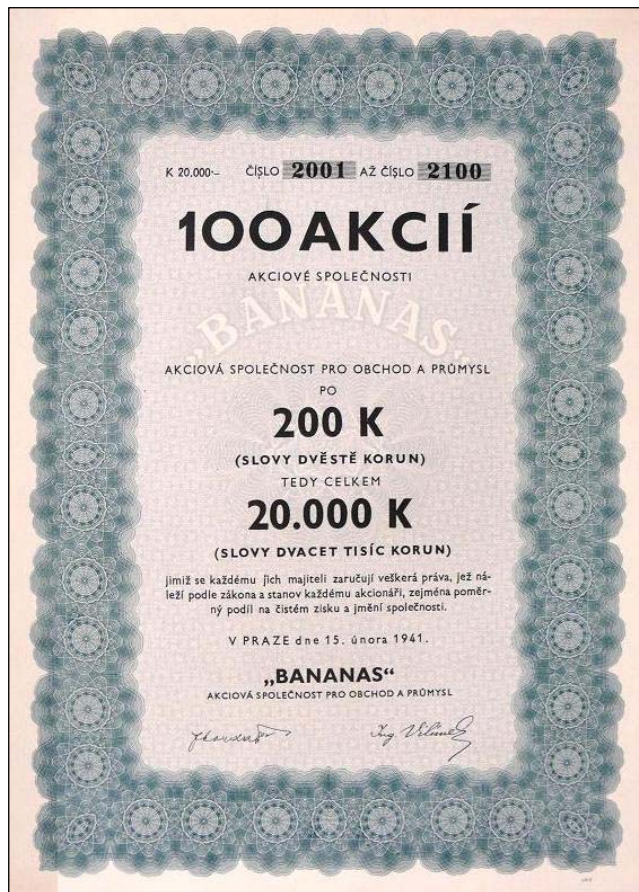 K 20.000·– ČÍSLO 2001 AŽ ČÍSLO 2100
100 AKCIÍ
AKCIOVÉ SPOLEČNOSTI
„BANANAS“
AKCIOVÁ SPOLEČNOST PRO OBCHOD A PRŮMYSL
PO
200 K
(SLOVY DVĚSTĚ KORUN)
TEDY CELKEM
20.000 K
(SLOVY DVACET TISÍC KORUN)
jimiž se každému jich majiteli zaručují veškerá práva, jež ná-
leží podle zákona a stanov každému akcionáři, zejména poměr-
ný podíl na čistém zisku a jmění společnosti.
V PRAZE dne 15. února 1941.
„BANANAS“
AKCIOVÁ SPOLEČNOST PRO OBCHOD A PRŮMYSL
Ing.